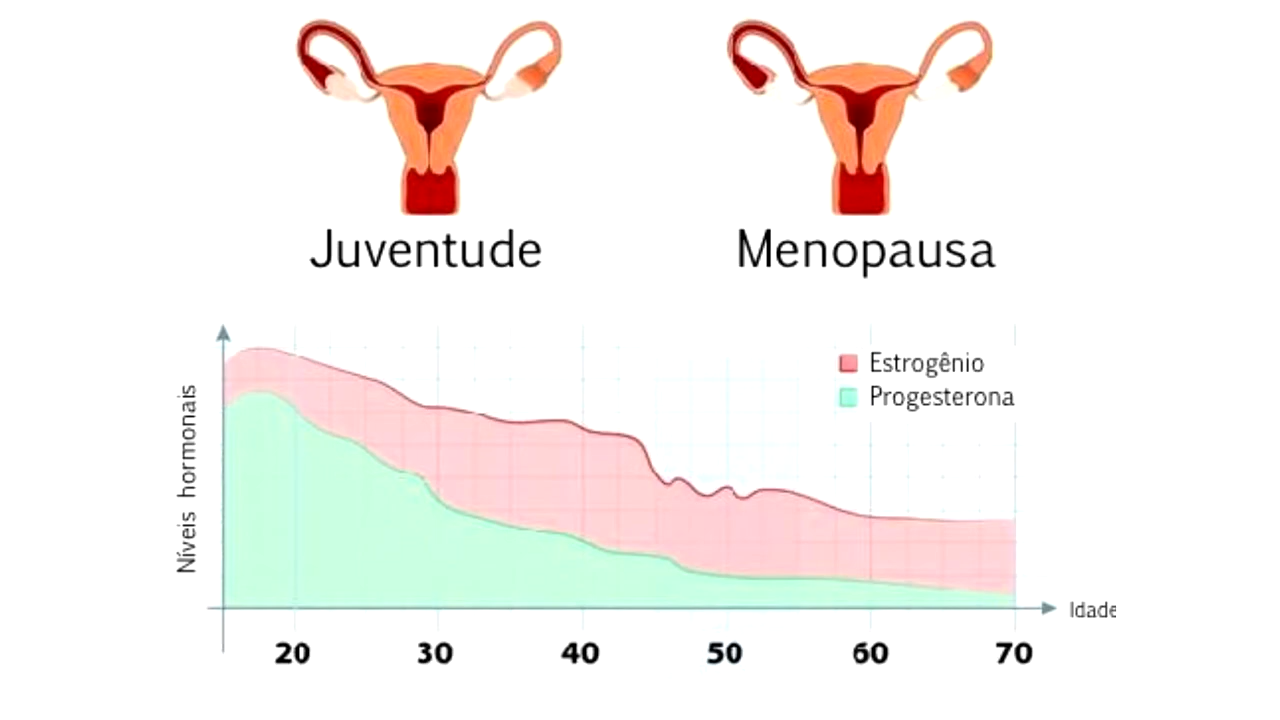 Juventude
Menopausa
Estrogênio
Progesterona
Níveis hormonais
Idade
20 30 40 50 60 70